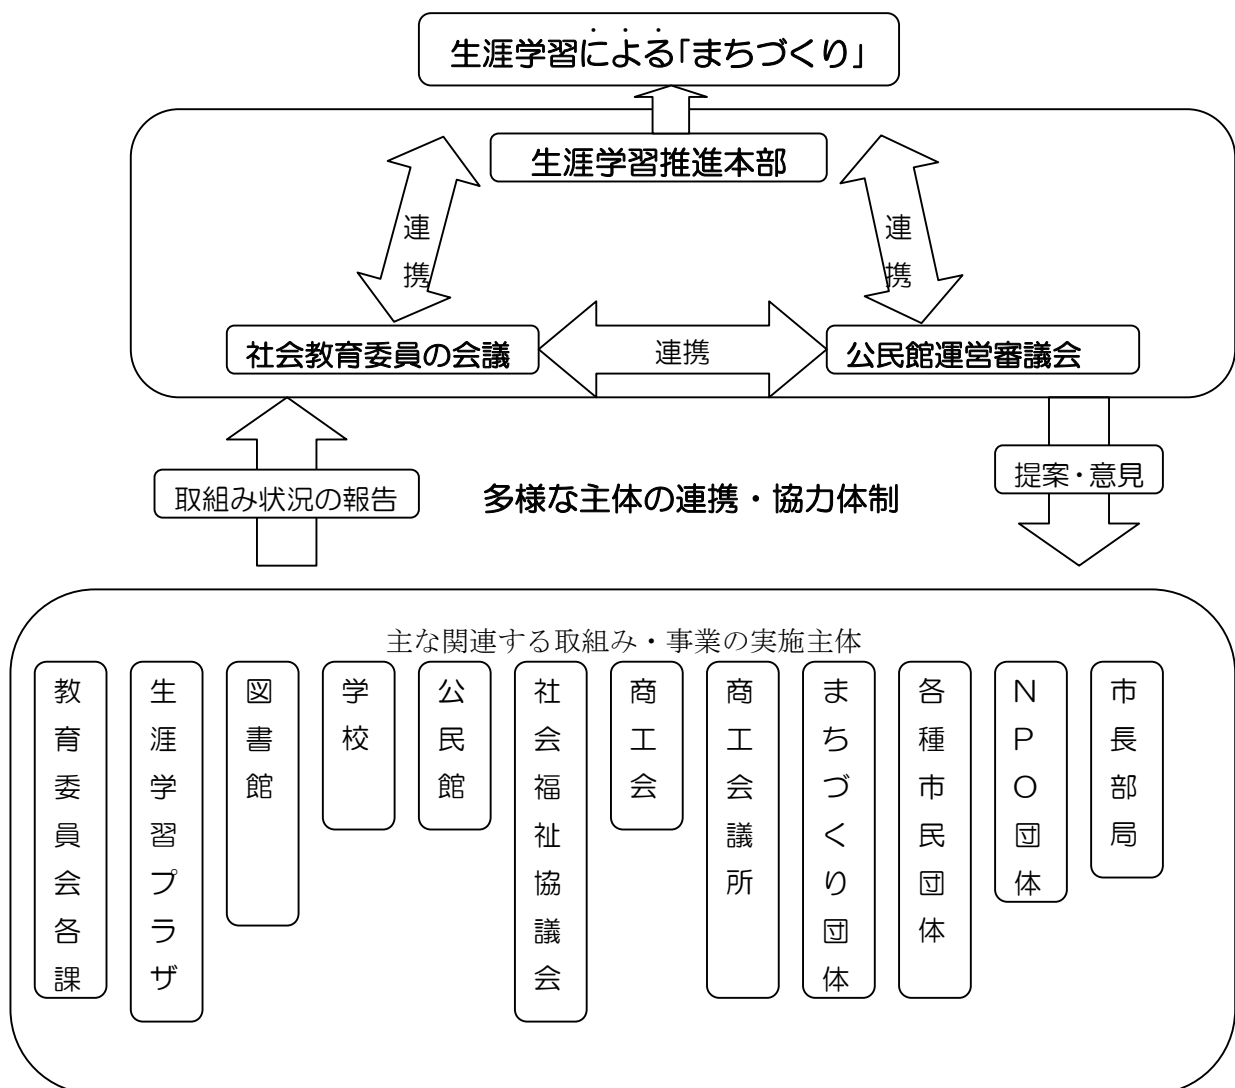 生涯学習による「まちづくり」
生涯学習推進本部
連携
連携
社会教育委員の会議
連携
公民館運営審議会
取組み状況の報告
多様な主体の連携・協力体制
提案・意見
主な関連する取組み・事業の実施主体
教育委員会各課
生涯学習プラザ
図書館
学校
公民館
社会福祉協議会
商工会
商工会議所
まちづくり団体
各種市民団体
NPO団体
市長部局